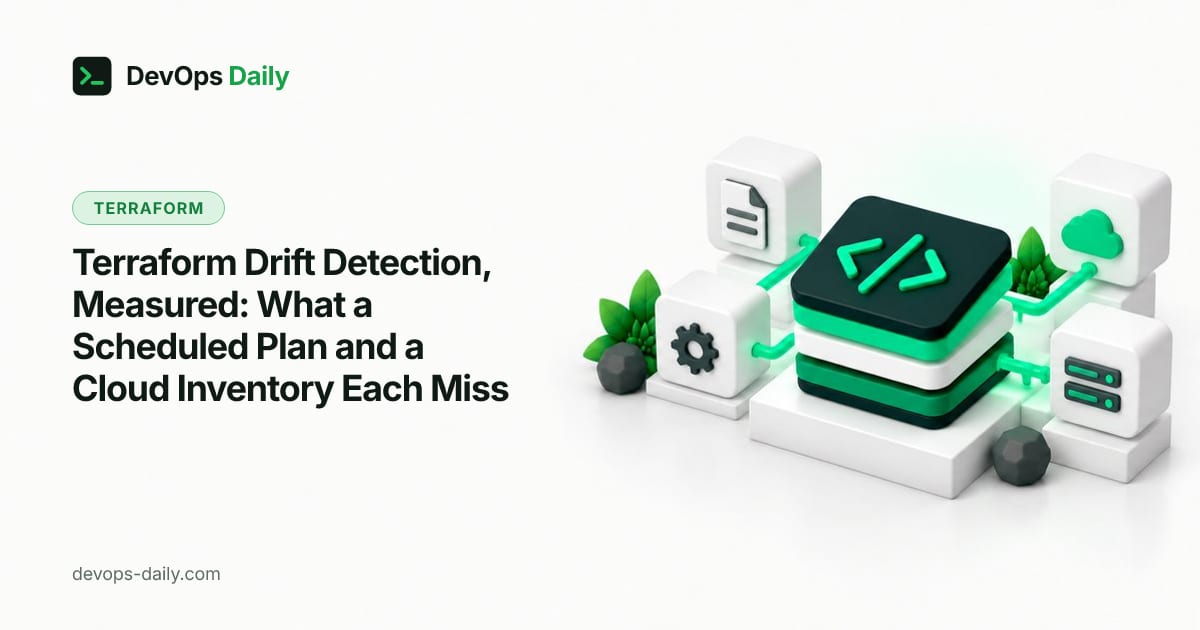 DevOps Daily
TERRAFORM
Terraform Drift Detection,
Measured: What a
Scheduled Plan and a
Cloud Inventory Each Miss
devops-daily.com